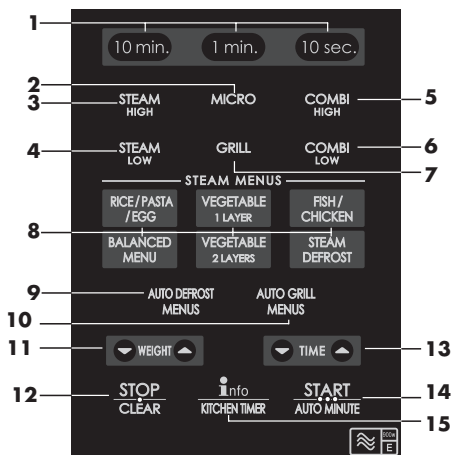 1
10 min. 1 min. 10 sec.
2
3 STEAM HIGH MICRO COMBI HIGH 5
4 STEAM LOW GRILL COMBI LOW 6
7
STEAM MENUS
RICE/PASTA /EGG VEGETABLE 1 LAYER FISH / CHICKEN
8
BALANCED MENU VEGETABLE 2 LAYERS STEAM DEFROST
9 AUTO DEFROST MENUS AUTO GRILL MENUS
10
11 WEIGHT TIME 13
12 STOP CLEAR info KITCHEN TIMER START AUTO MINUTE 14
15
900W
E